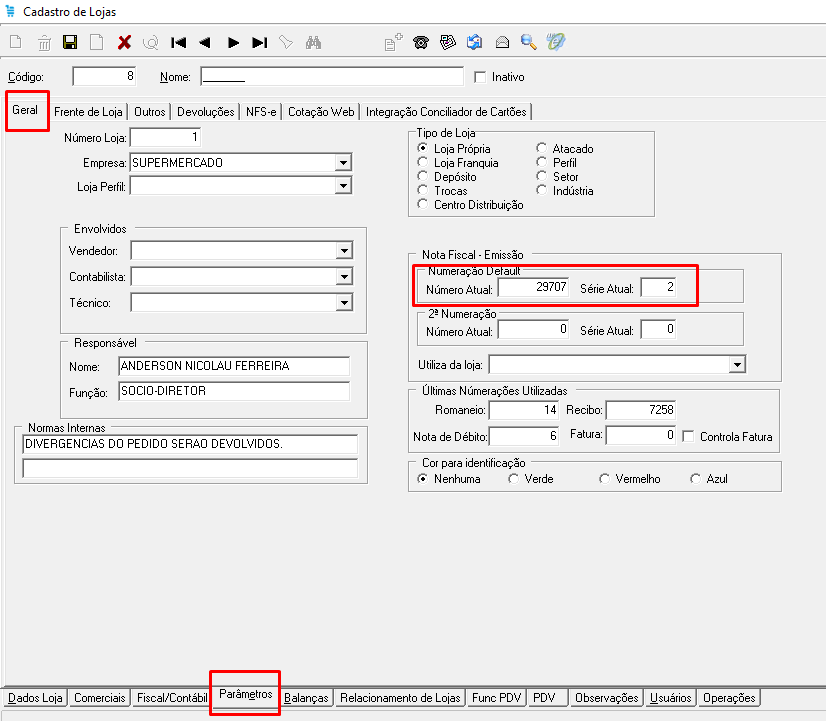 Cadastro de Lojas
Código: 8 Nome: Inativo
Geral Frente de Loja Outros Devoluções NFS-e Cotação Web Integração Conciliador de Cartões
Número Loja: 1
Empresa: SUPERMERCADO
Loja Perfil:
Tipo de Loja
Loja Própria Atacado
Loja Franquia Perfil
Depósito Setor
Trocas Indústria
Centro Distribuição
Envolvidos
Vendedor:
Contabilista:
Técnico:
Nota Fiscal - Emissão
Numeração Default
Número Atual: 29707 Série Atual: 2
2ª Numeração
Número Atual: 0 Série Atual: 0
Utiliza da loja:
Responsável
Nome: ANDERSON NICOLAU FERREIRA
Função: SOCIO-DIRETOR
Últimas Númerações Utilizadas
Romaneio: 14 Recibo: 7258
Nota de Débito: 6 Fatura: 0 Controla Fatura
Normas Internas
DIVERGENCIAS DO PEDIDO SERAO DEVOLVIDOS.
Cor para identificação
Nenhuma Verde Vermelho Azul
Dados Loja Comerciais Fiscal/Contábil Parâmetros Balanças Relacionamento de Lojas Func PDV PDV Observações Usuários Operações